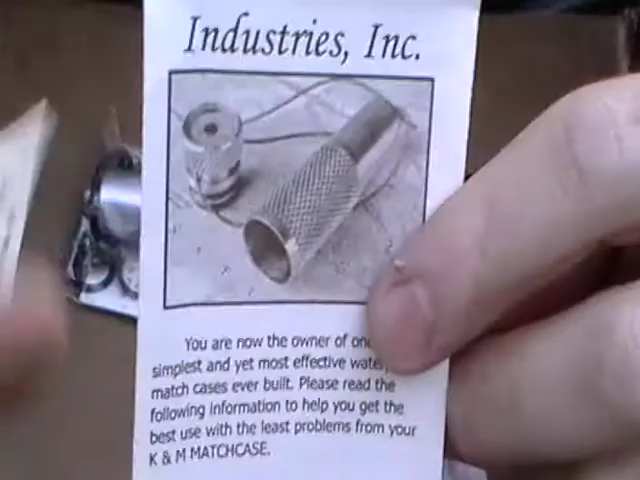 Industries, Inc.
You are now the owner of one
simplest and yet most effective water
match cases ever built. Please read the
following information to help you get the
best use with the least problems from your
K & M MATCHCASE.